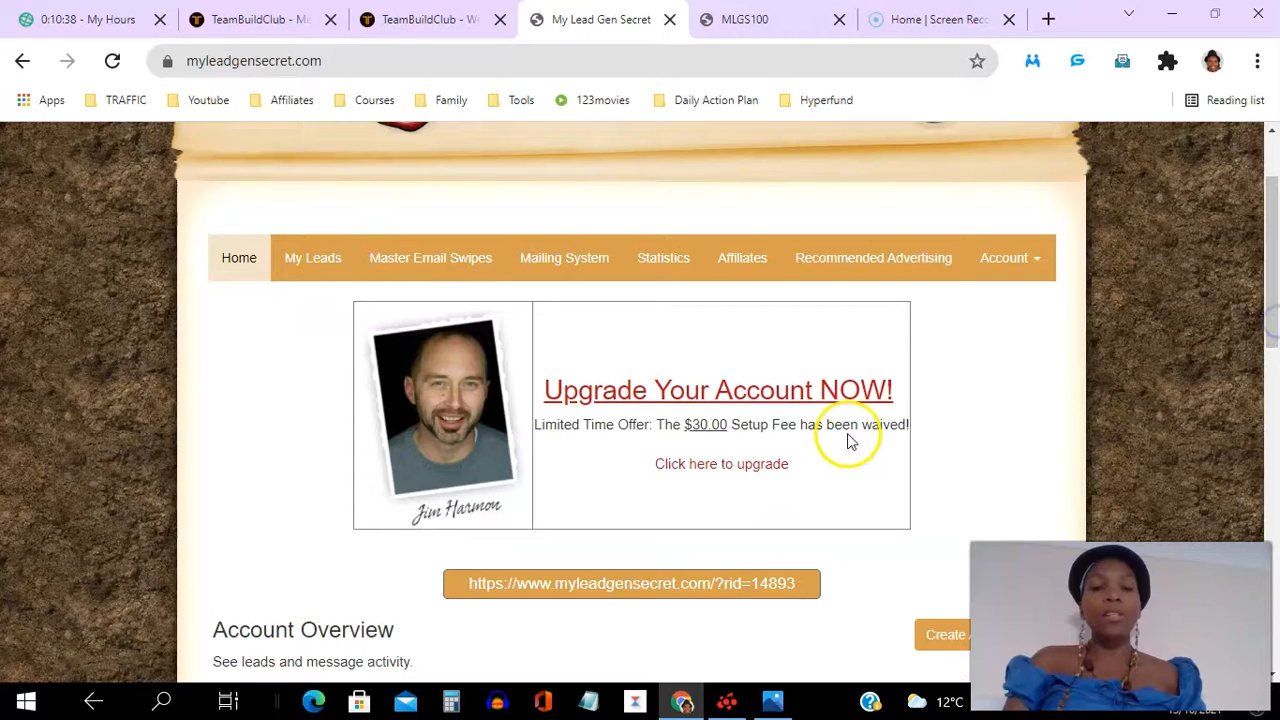 0:10:38 - My Hours
TeamBuildClub - Me
TeamBuildClub - W
My Lead Gen Secret
MLGS100
Home | Screen Rec
myleadgensecret.com
Apps
TRAFFIC
Youtube
Affiliates
Courses
Family
Tools
123movies
Daily Action Plan
Hyperfund
Reading list
Home
My Leads
Master Email Swipes
Mailing System
Statistics
Affiliates
Recommended Advertising
Account
Upgrade Your Account NOW!
Limited Time Offer: The $30.00 Setup Fee has been waived!
Click here to upgrade
Jim Harmon
https://www.myleadgensecret.com/?rid=14893
Account Overview
Create
See leads and message activity.
12°C